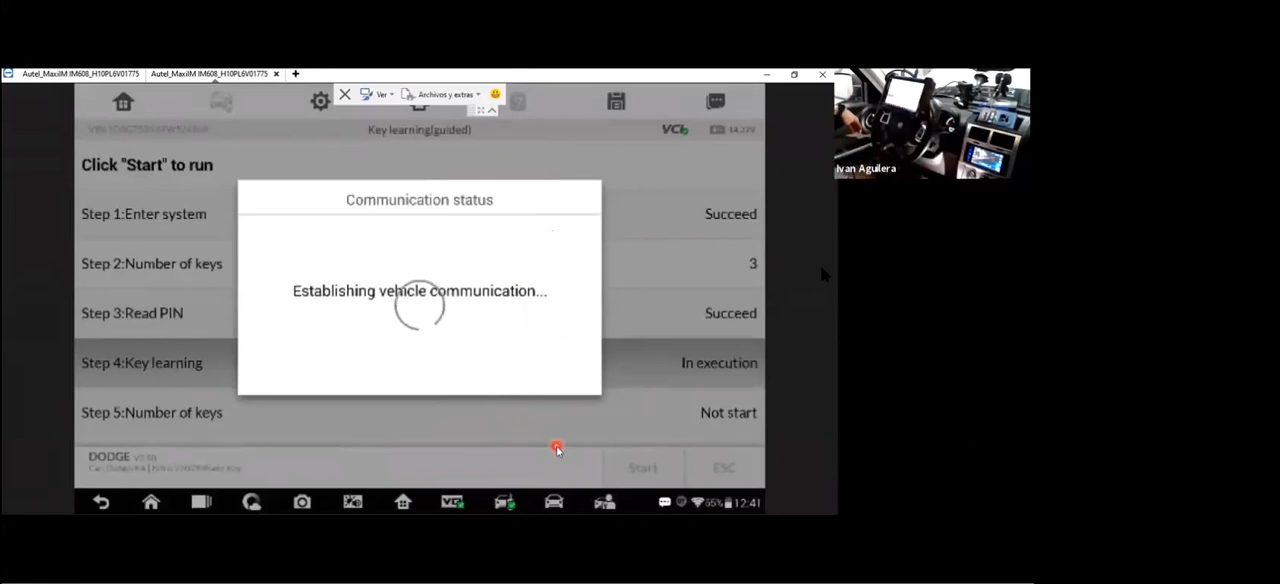 Autel_MaxiIM IM608_H10PL6V01775
Autel_MaxiIM IM608_H10PL6V01775
Ver
Archivos y extras
Key learning(guided)
VCI
Click "Start" to run
Communication status
Establishing vehicle communication...
Step 1:Enter system
Succeed
Step 2:Number of keys
3
Step 3:Read PIN
Succeed
Step 4:Key learning
In execution
Step 5:Number of keys
Not start
DODGE
Start
ESC
55%
12:41
Ivan Aguilera